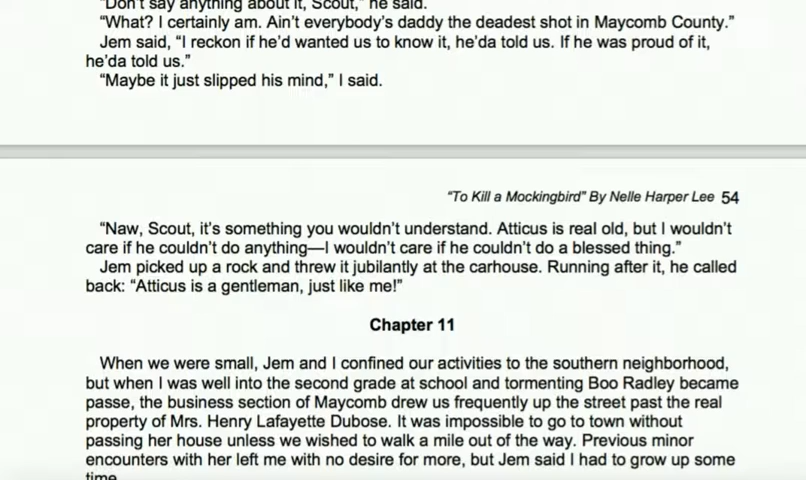 "Don't say anything about it, Scout," he said.
"What? I certainly am. Ain't everybody's daddy the deadest shot in Maycomb County."
Jem said, "I reckon if he'd wanted us to know it, he'da told us. If he was proud of it,
he'da told us."
"Maybe it just slipped his mind," I said.
"To Kill a Mockingbird" By Nelle Harper Lee 54
"Naw, Scout, it's something you wouldn't understand. Atticus is real old, but I wouldn't
care if he couldn't do anything—I wouldn't care if he couldn't do a blessed thing."
Jem picked up a rock and threw it jubilantly at the carhouse. Running after it, he called
back: "Atticus is a gentleman, just like me!"
Chapter 11
When we were small, Jem and I confined our activities to the southern neighborhood,
but when I was well into the second grade at school and tormenting Boo Radley became
passe, the business section of Maycomb drew us frequently up the street past the real
property of Mrs. Henry Lafayette Dubose. It was impossible to go to town without
passing her house unless we wished to walk a mile out of the way. Previous minor
encounters with her left me with no desire for more, but Jem said I had to grow up some
time